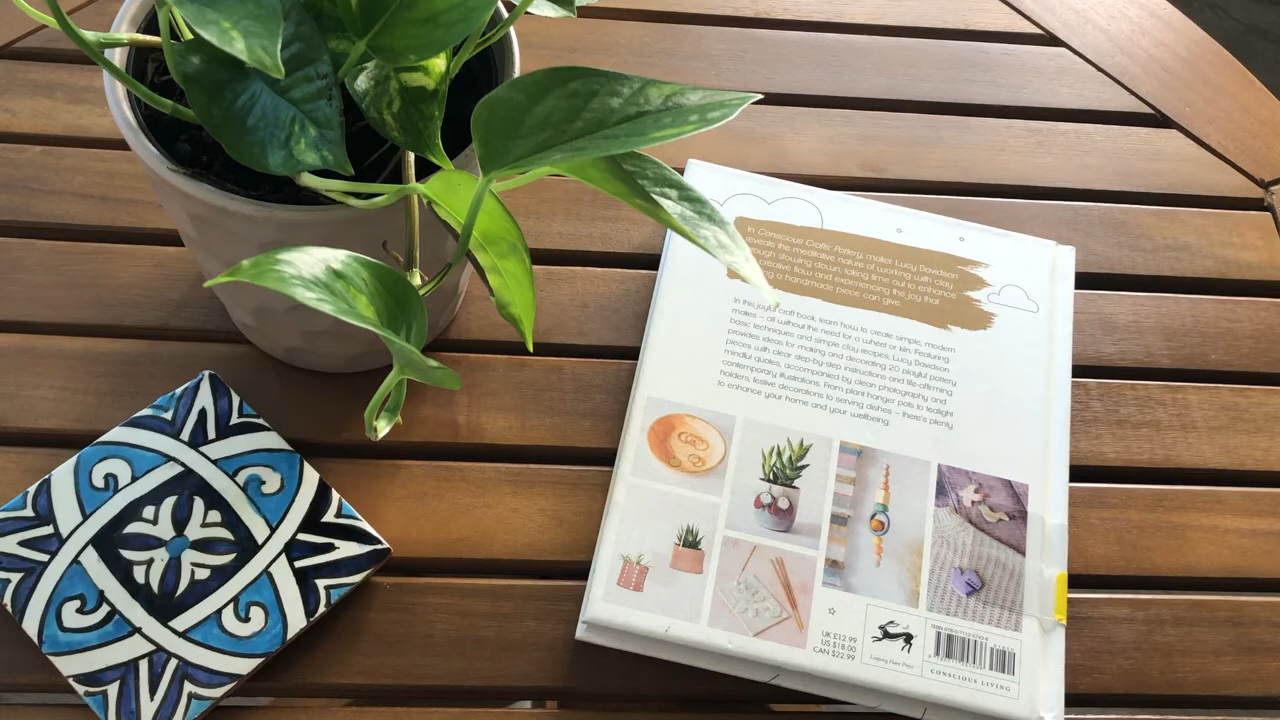 In Conscious Crafts: Pottery, maker Lucy Davidson
reveals the meditative nature of working with clay
through slowing down, taking time out to enhance
creative flow and experiencing the joy that
a handmade piece can give.
In this joyful craft book, learn how to create simple, modern
makes – all without the need for a wheel or kiln. Featuring
basic techniques and simple clay recipes, Lucy Davidson
provides ideas for making and decorating 20 playful pottery
pieces with clear step-by-step instructions and life-affirming
mindful quotes, accompanied by clean photography and
contemporary illustrations. From plant hanger pots to tealight
holders, festive decorations to serving dishes – there's plenty
to enhance your home and your wellbeing.
UK £12.99
US $18.00
CAN $22.99
Leaping Hare Press
CONSCIOUS LIVING